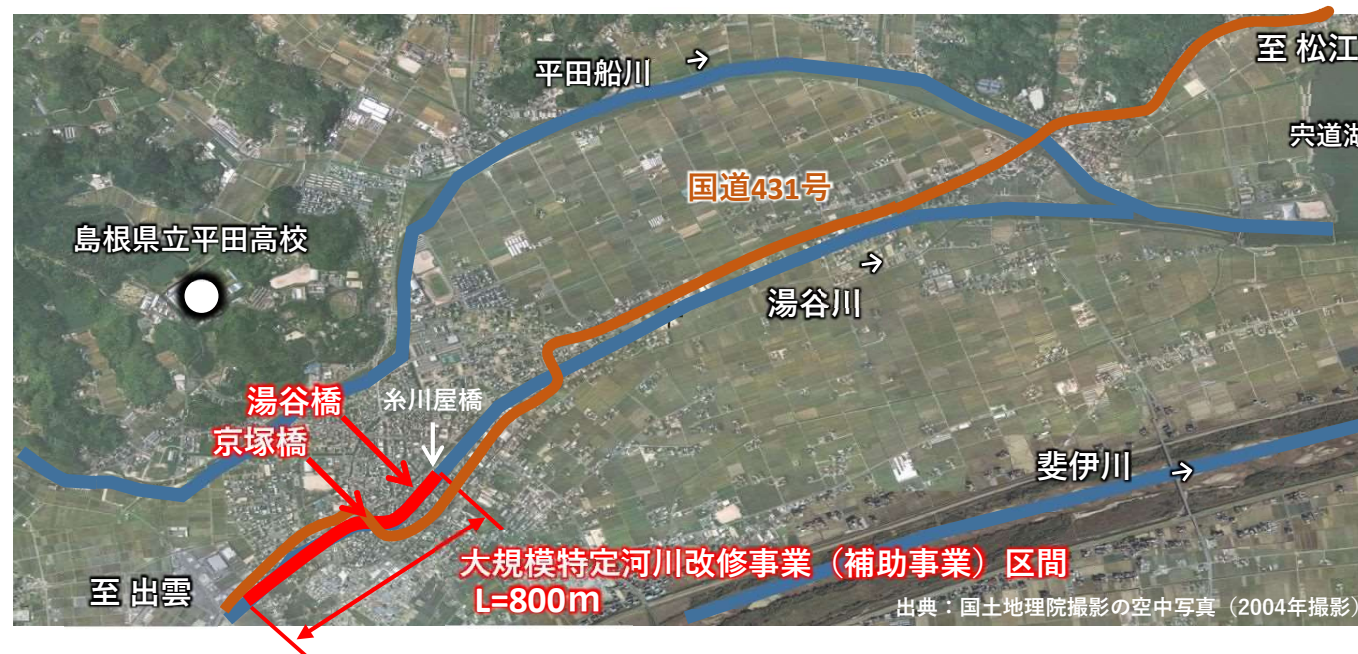 至 松江
平田船川
宍道湖
国道431号
島根県立平田高校
湯谷川
湯谷橋
糸川屋橋
京塚橋
斐伊川
大規模特定河川改修事業（補助事業）区間
L=800m
至 出雲
出典：国土地理院撮影の空中写真（2004年撮影）